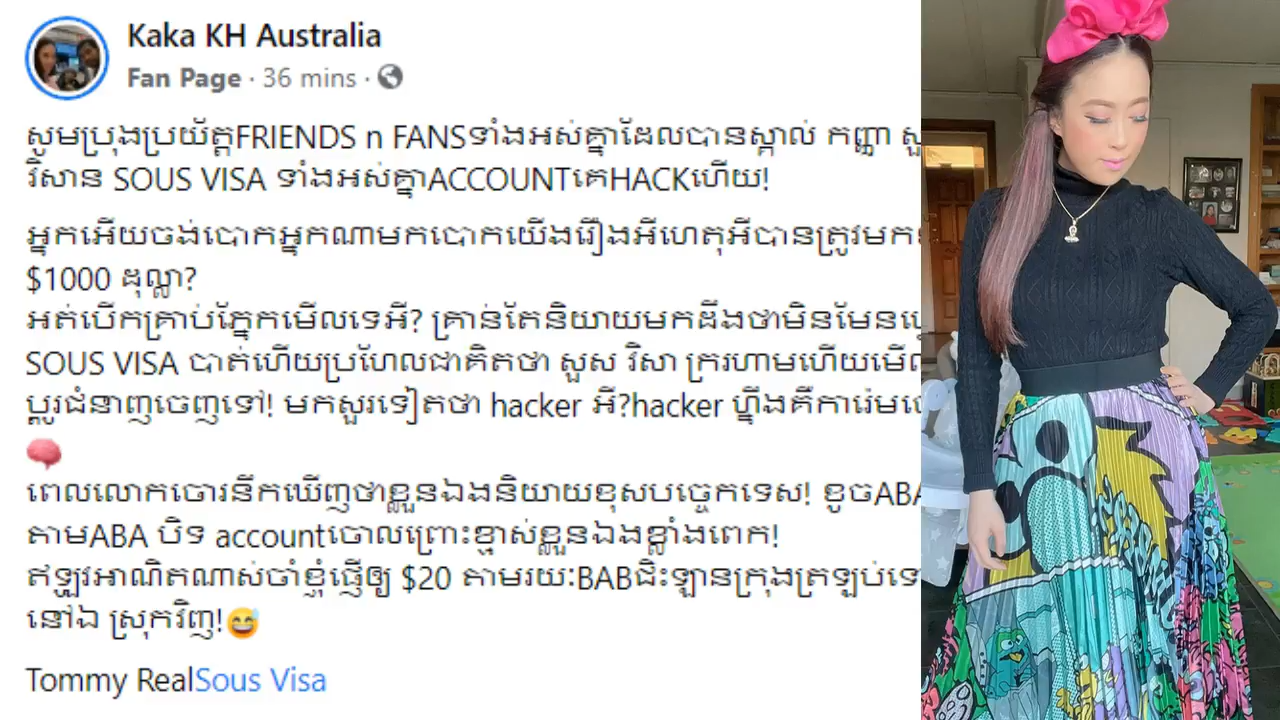 Kaka KH Australia
Fan Page · 36 mins ·
សូមប្រុងប្រយ័ត្តFRIENDS n FANSទាំងអស់គ្នាដែលបានស្គាល់ កញ្ញា សួ
វិសាន SOUS VISA ទាំងអស់គ្នាACCOUNTគេHACKហើយ!
អ្នកអើយចង់បោកអ្នកណាមកបោកយើងរឿងអីហេតុអីបានត្រូវមក
$1000 ដុល្លា?
អត់បើកគ្រាប់ភ្នែកមើលទេអី? គ្រាន់តែនិយាយមកដឹងថាមិនមែន
SOUS VISA បាត់ហើយប្រហែលជាគិតថា សួស វិសា ក្រហាមហើយមើល
ប្តូរជំនាញចេញទៅ! មកសួរទៀតថា hacker អី?hacker ហ្នឹងគឺការ៉េម
🧠
ពេលលោកចោរនឹកឃើញថាខ្លួនឯងនិយាយខុសបច្ចេកទេស! ខូចABA
តាមABA បិទ accountចោលព្រោះខ្មាស់ខ្លួនឯងខ្លាំងពេក!
ឥឡូវអាណិតណាស់ចាំខ្ញុំផ្ញើឲ្យ $20 តាមរយ:BABជិះឡានក្រុងត្រឡប់ទេ
នៅឯ ស្រុកវិញ!😅
Tommy RealSous Visa